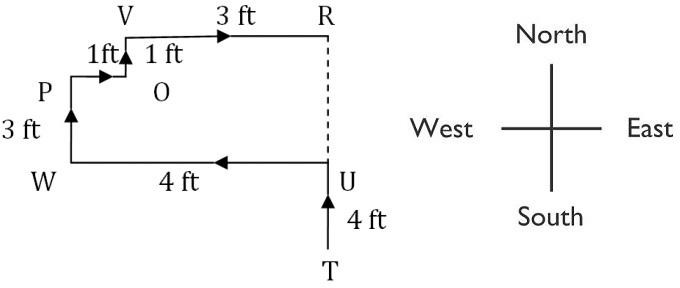 V 3 ft R
1ft 1 ft
P O
3 ft
W 4 ft U
4 ft
T
North
West East
South